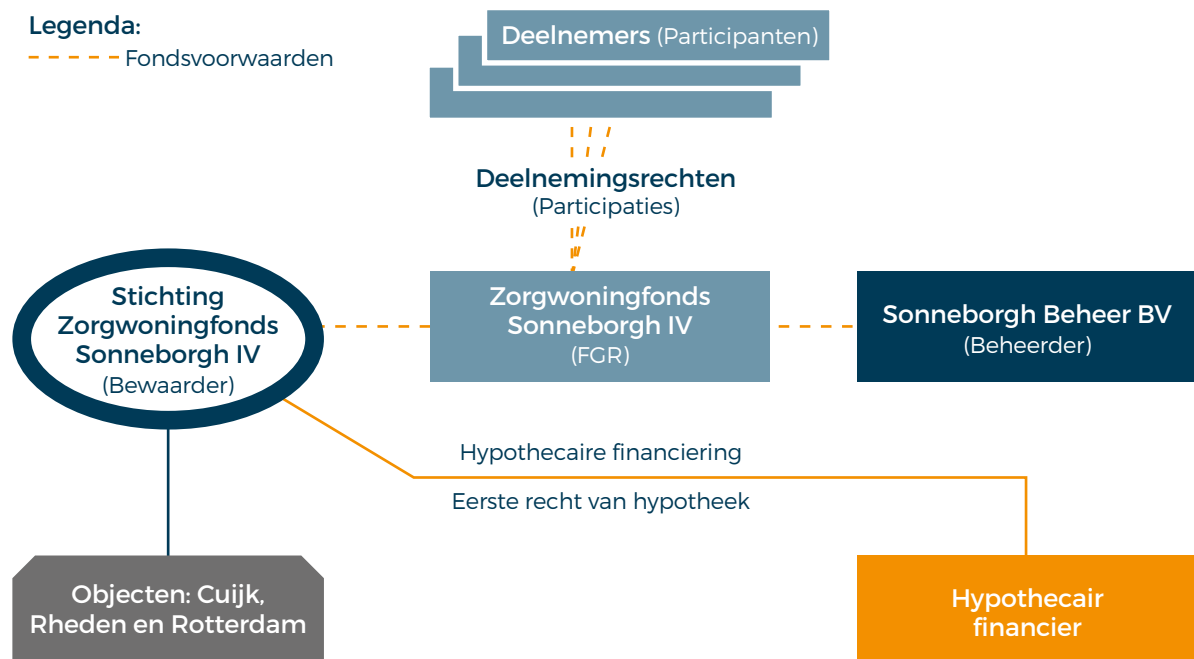 Legenda:
Fondsvoorwaarden
Deelnemers (Participanten)
Deelnemingsrechten
(Participaties)
Stichting
Zorgwoningfonds
Sonneborgh IV
(Bewaarder)
Zorgwoningfonds
Sonneborgh IV
(FGR)
Sonneborgh Beheer BV
(Beheerder)
Hypothecaire financiering
Eerste recht van hypotheek
Objecten: Cuijk,
Rheden en Rotterdam
Hypothecair
financier